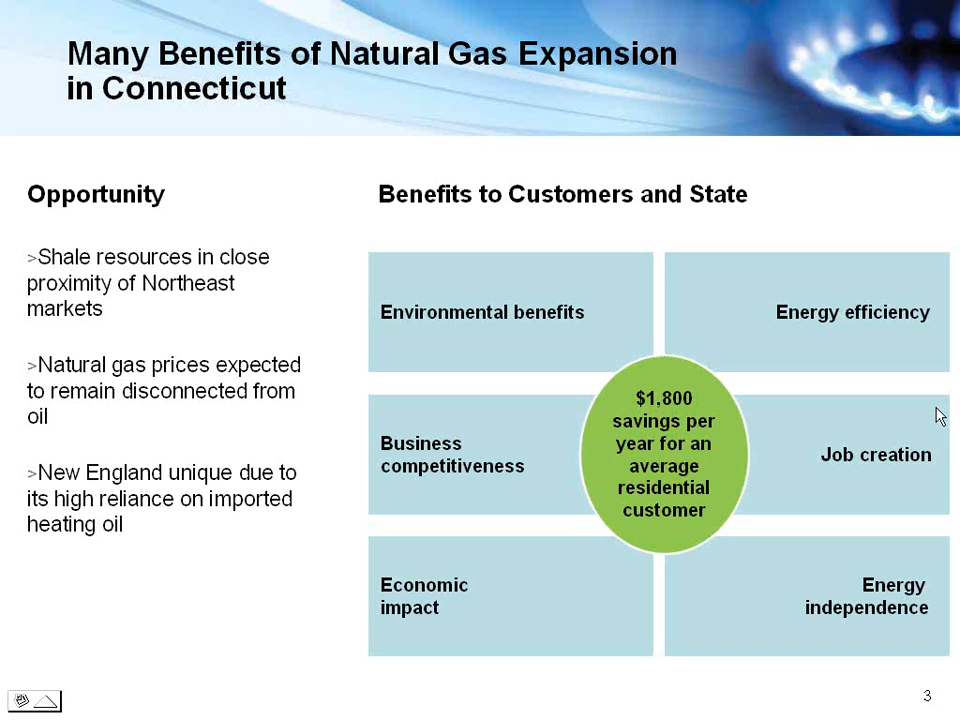 Many Benefits of Natural Gas Expansion
in Connecticut
Opportunity
>Shale resources in close
proximity of Northeast
markets
>Natural gas prices expected
to remain disconnected from
oil
>New England unique due to
its high reliance on imported
heating oil
Benefits to Customers and State
Environmental benefits
Energy efficiency
Business
competitiveness
$1,800
savings per
year for an
average
residential
customer
Job creation
Economic
impact
Energy
independence
3